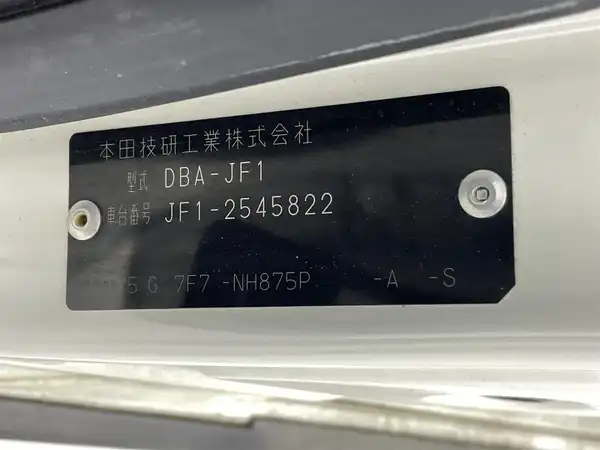 本田技研工業株式会社
型式 DBA-JF1
車台番号 JF1-2545822
5 G 7F7 -NH875P -A -S